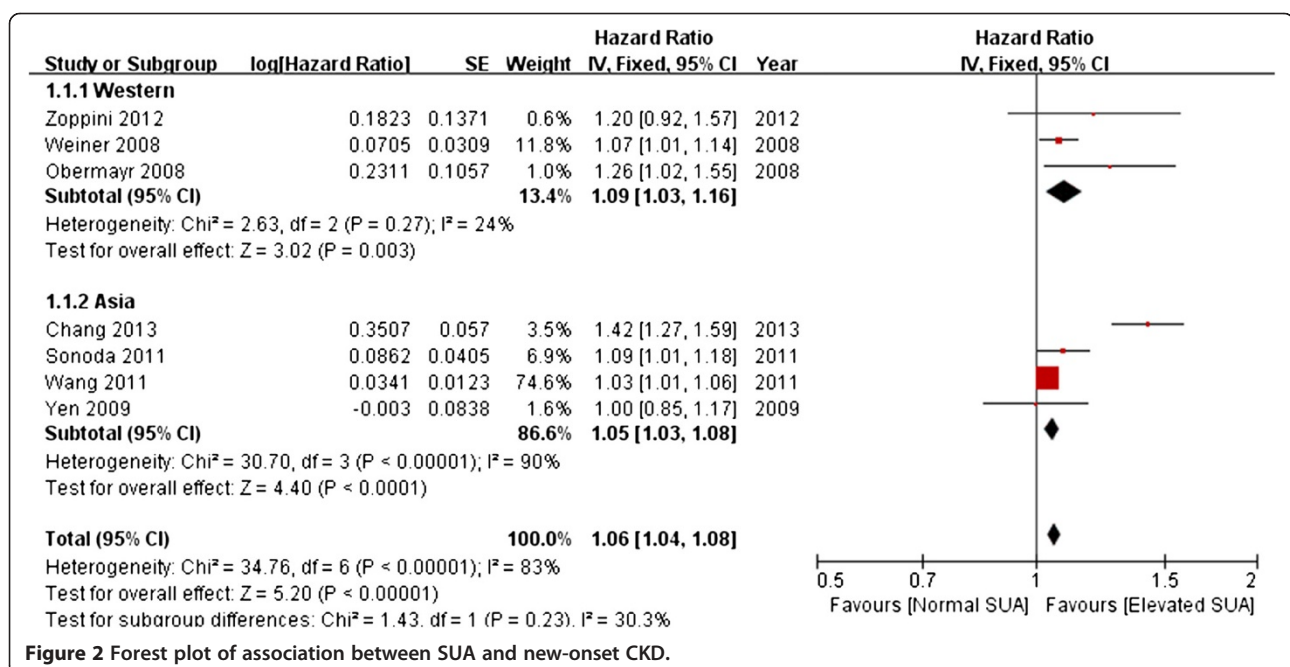 Hazard Ratio Hazard Ratio
Study or Subgroup log[Hazard Ratio] SE Weight IV, Fixed, 95% CI Year IV, Fixed, 95% CI
1.1.1 Western
Zoppini 2012 0.1823 0.1371 0.6% 1.20 [0.92, 1.57] 2012
Weiner 2008 0.0705 0.0309 11.8% 1.07 [1.01, 1.14] 2008
Obermayr 2008 0.2311 0.1057 1.0% 1.26 [1.02, 1.55] 2008
Subtotal (95% CI) 13.4% 1.09 [1.03, 1.16]
Heterogeneity: Chi² = 2.63, df = 2 (P = 0.27); I² = 24%
Test for overall effect: Z = 3.02 (P = 0.003)
1.1.2 Asia
Chang 2013 0.3507 0.057 3.5% 1.42 [1.27, 1.59] 2013
Sonoda 2011 0.0862 0.0405 6.9% 1.09 [1.01, 1.18] 2011
Wang 2011 0.0341 0.0123 74.6% 1.03 [1.01, 1.06] 2011
Yen 2009 -0.003 0.0838 1.6% 1.00 [0.85, 1.17] 2009
Subtotal (95% CI) 86.6% 1.05 [1.03, 1.08]
Heterogeneity: Chi² = 30.70, df = 3 (P < 0.00001); I² = 90%
Test for overall effect: Z = 4.40 (P < 0.0001)
Total (95% CI) 100.0% 1.06 [1.04, 1.08]
Heterogeneity: Chi² = 34.76, df = 6 (P < 0.00001); I² = 83%
Test for overall effect: Z = 5.20 (P < 0.00001)
Test for subgroup differences: Chi² = 1.43, df = 1 (P = 0.23), I² = 30.3%
0.5 0.7 1 1.5 2
Favours [Normal SUA] Favours [Elevated SUA]
Figure 2 Forest plot of association between SUA and new-onset CKD.